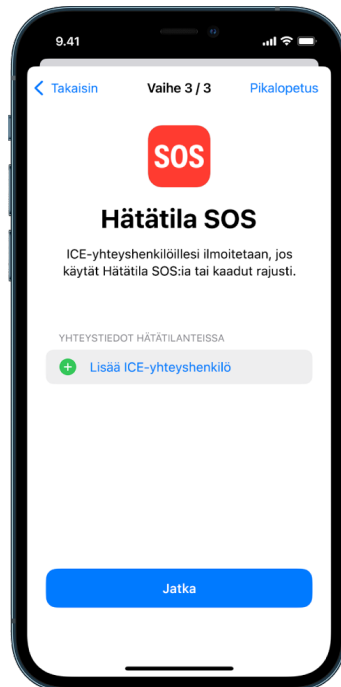 9.41
Takaisin Vaihe 3 / 3 Pikalopetus
SOS
Hätätila SOS
ICE-yhteyshenkilöillesi ilmoitetaan, jos
käytät Hätätila SOS:ia tai kaadut rajusti.
YHTEYSTIEDOT HÄTÄTILANTEISSA
Lisää ICE-yhteyshenkilö
Jatka